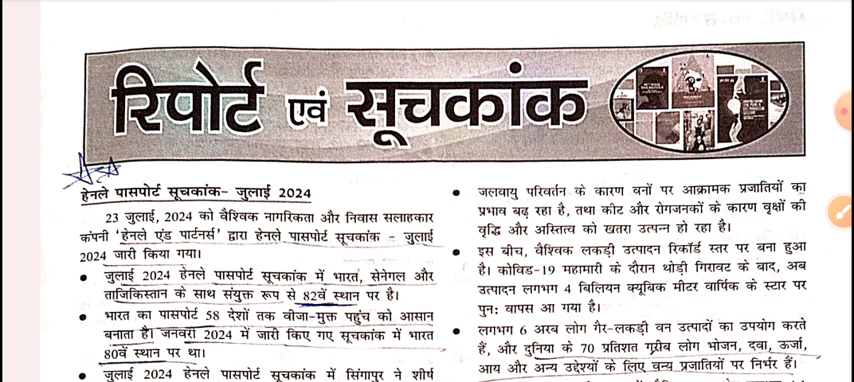 रिपोर्ट एवं सूचकांक
हेनले पासपोर्ट सूचकांक- जुलाई 2024
23 जुलाई, 2024 को वैश्विक नागरिकता और निवास सलाहकार
कंपनी 'हेनले एंड पार्टनर्स' द्वारा हेनले पासपोर्ट सूचकांक - जुलाई
2024 जारी किया गया।
• जुलाई 2024 हेनले पासपोर्ट सूचकांक में भारत, सेनेगल और
ताजिकिस्तान के साथ संयुक्त रूप से 82वें स्थान पर है।
• भारत का पासपोर्ट 58 देशों तक वीजा-मुक्त पहुंच को आसान
बनाता है। जनवरी 2024 में जारी किए गए सूचकांक में भारत
80वें स्थान पर था।
• जुलाई 2024 हेनले पासपोर्ट सूचकांक में सिंगापुर ने शीर्ष
• जलवायु परिवर्तन के कारण वनों पर आक्रामक प्रजातियों का
प्रभाव बढ़ रहा है, तथा कीट और रोगजनकों के कारण वृक्षों की
वृद्धि और अस्तित्व को खतरा उत्पन्न हो रहा है।
• इस बीच, वैश्विक लकड़ी उत्पादन रिकॉर्ड स्तर पर बना हुआ
है। कोविड-19 महामारी के दौरान थोड़ी गिरावट के बाद, अब
उत्पादन लगभग 4 बिलियन क्यूबिक मीटर वार्षिक के स्टार पर
पुन: वापस आ गया है।
• लगभग 6 अरब लोग गैर-लकड़ी वन उत्पादों का उपयोग करते
हैं, और दुनिया के 70 प्रतिशत गरीब लोग भोजन, दवा, ऊर्जा,
आय और अन्य उद्देश्यों के लिए वन्य प्रजातियों पर निर्भर हैं।